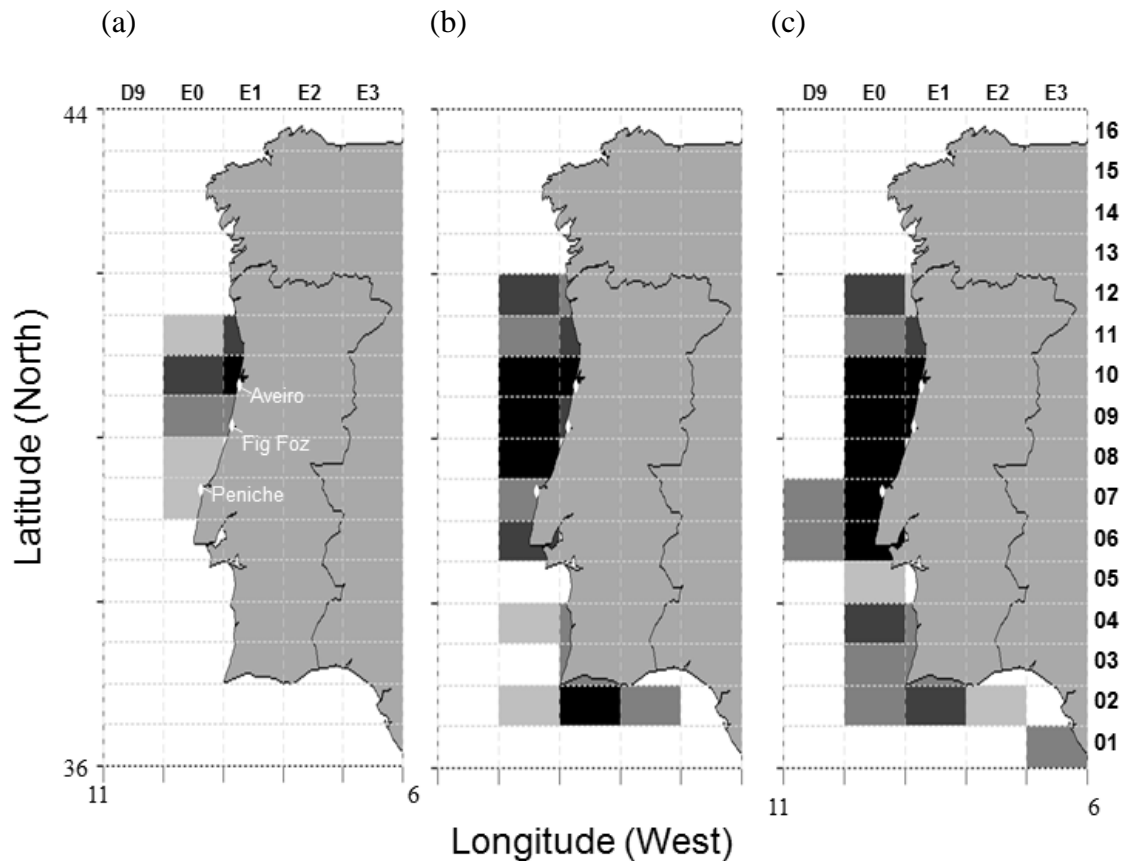 (a) (b) (c)
D9 E0 E1 E2 E3 D9 E0 E1 E2 E3
44
16
15
14
13
12
11
10
09
08
07
06
05
04
03
02
01
Aveiro
Fig Foz
Peniche
Latitude (North)
36
11 6 11 6
Longitude (West)